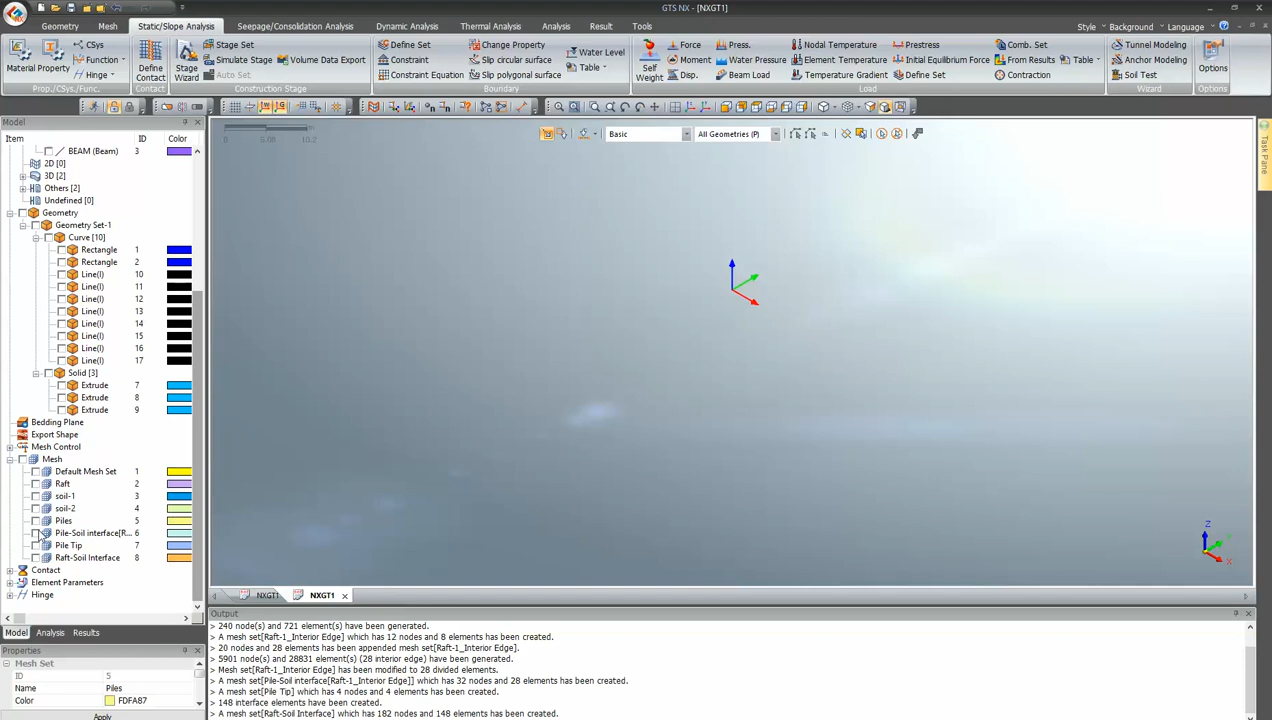 GTS NX - [NXGT1]
Geometry Mesh Static/Slope Analysis Seepage/Consolidation Analysis Dynamic Analysis Thermal Analysis Analysis Result Tools Style Background Language
Material Property CSys Function Hinge Prop./CSys./Func.
Define Contact Contact
Stage Wizard Stage Set Simulate Stage Auto Set Volume Data Export Construction Stage
Define Set Constraint Constraint Equation Change Property Slip circular surface Slip polygonal surface Water Level Table Boundary
Self Weight Force Disp. Press. Water Pressure Beam Load Nodal Temperature Element Temperature Temperature Gradient Prestress Initial Equilibrium Force Define Set Comb. Set From Results Contraction Table Load
Tunnel Modeling Anchor Modeling Soil Test Wizard
Options
Model
Item ID Color
BEAM (Beam) 3
2D [0]
3D [2]
Others [2]
Undefined [0]
Geometry
Geometry Set-1
Curve [10]
Rectangle 1
Rectangle 2
Line(I) 10
Line(I) 11
Line(I) 12
Line(I) 13
Line(I) 14
Line(I) 15
Line(I) 16
Line(I) 17
Solid [3]
Extrude 7
Extrude 8
Extrude 9
Bedding Plane
Export Shape
Mesh Control
Mesh
Default Mesh Set 1
Raft 2
soil-1 3
soil-2 4
Piles 5
Pile-Soil interface[R... 6
Pile Tip 7
Raft-Soil Interface 8
Contact
Element Parameters
Hinge
Model Analysis Results
Properties
Mesh Set
ID 5
Name Piles
Color FDFA87
Apply
Basic All Geometries (P)
0 5.06 10.2
Task Pane
Z
X
NXGT1 NXGT1
Output
240 node(s) and 721 element(s) have been generated.
A mesh set[Raft-1_Interior Edge] which has 12 nodes and 8 elements has been created.
20 nodes and 28 elements has been appended mesh set[Raft-1_Interior Edge].
5901 node(s) and 28831 element(s) (28 interior edge) have been generated.
Mesh set[Raft-1_Interior Edge] has been modified to 28 divided elements.
A mesh set[Pile-Soil interface[Raft-1_Interior Edge]] which has 32 nodes and 28 elements has been created.
A mesh set[Pile Tip] which has 4 nodes and 4 elements has been created.
148 interface elements have been created.
A mesh set[Raft-Soil Interface] which has 182 nodes and 148 elements has been created.